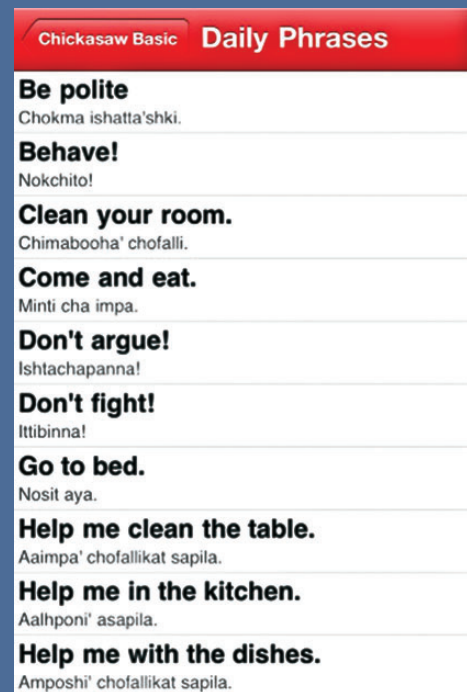 Chickasaw Basic
Daily Phrases
Be polite
Chokma ishatta'shki.
Behave!
Nokchito!
Clean your room.
Chimabooha' chofalli.
Come and eat.
Minti cha impa.
Don't argue!
Ishtachapanna!
Don't fight!
Ittibinna!
Go to bed.
Nosit aya.
Help me clean the table.
Aaimpa' chofallikat sapila.
Help me in the kitchen.
Aalhponi' asapila.
Help me with the dishes.
Amposhi' chofallikat sapila.